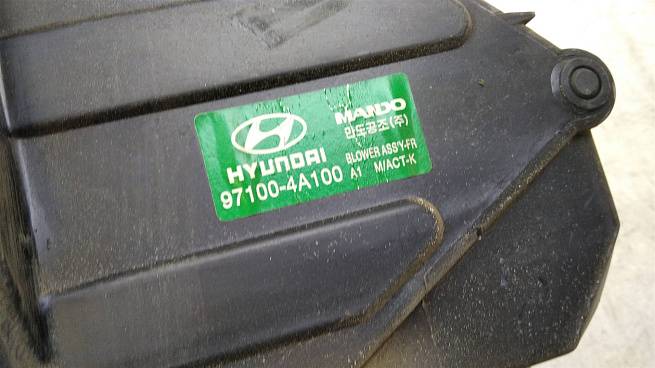 MANDO
만도공조(주)
HYUNDAI
BLOWER ASS'Y-FR
97100-4A100 A1 M/ACT-K